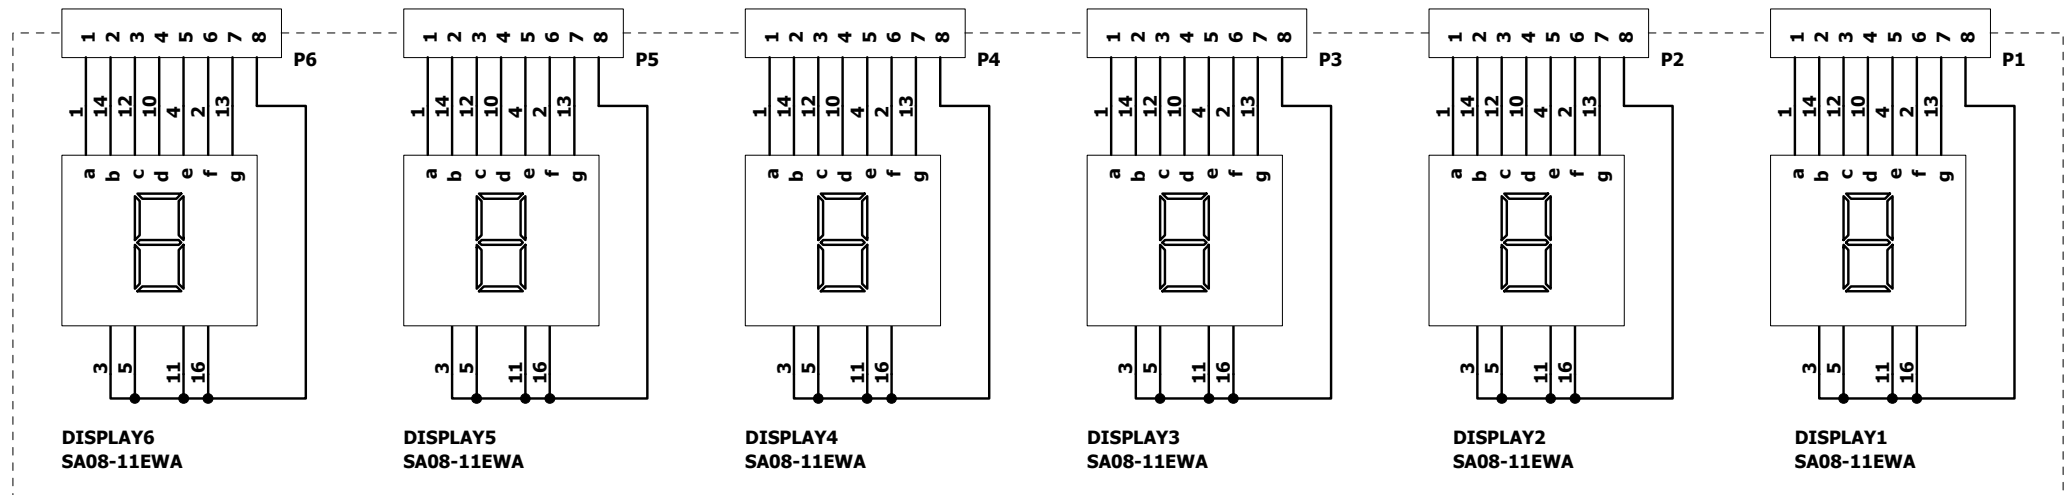 1 2 3 4 5 6 7 8 1 2 3 4 5 6 7 8 1 2 3 4 5 6 7 8 1 2 3 4 5 6 7 8 1 2 3 4 5 6 7 8 1 2 3 4 5 6 7 8
P6 P5 P4 P3 P2 P1
1 14 12 10 4 2 13 1 14 12 10 4 2 13 1 14 12 10 4 2 13 1 14 12 10 4 2 13 1 14 12 10 4 2 13 1 14 12 10 4 2 13
a b c d e f g a b c d e f g a b c d e f g a b c d e f g a b c d e f g a b c d e f g
3 5 11 16 3 5 11 16 3 5 11 16 3 5 11 16 3 5 11 16 3 5 11 16
DISPLAY6 DISPLAY5 DISPLAY4 DISPLAY3 DISPLAY2 DISPLAY1
SA08-11EWA SA08-11EWA SA08-11EWA SA08-11EWA SA08-11EWA SA08-11EWA